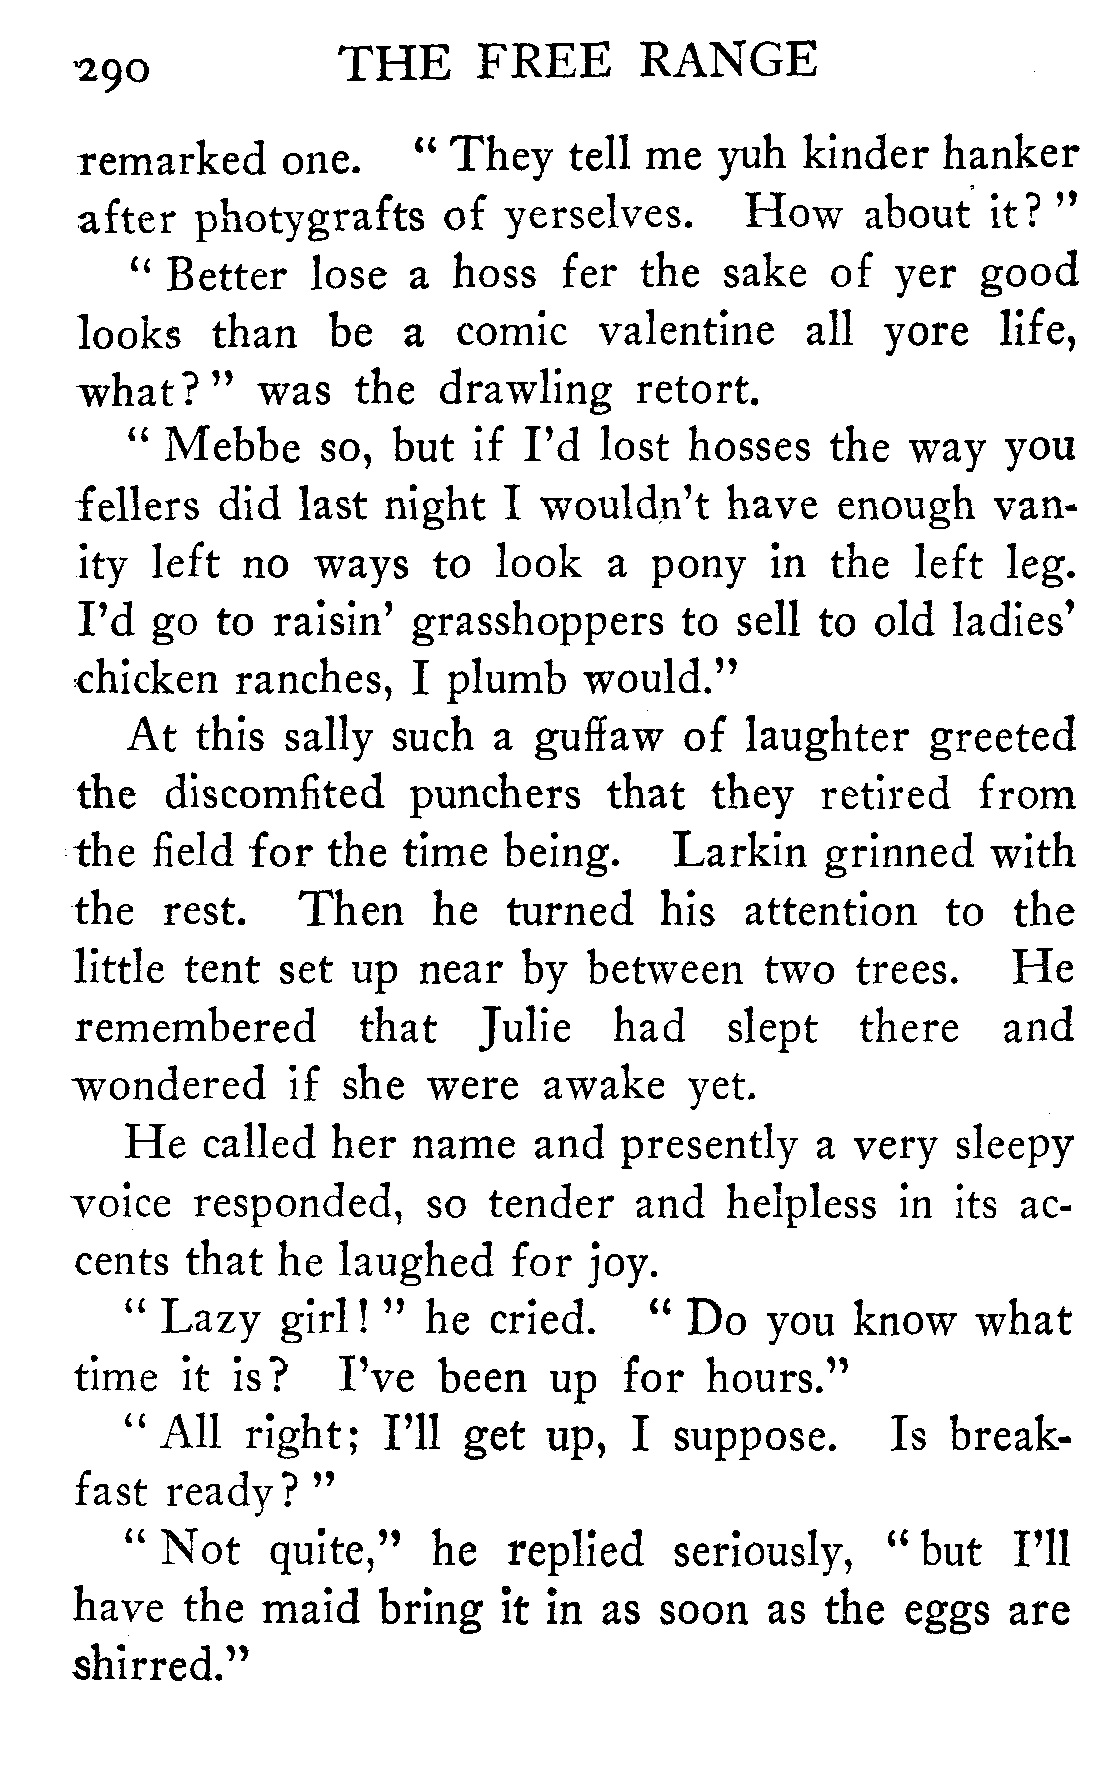 290 THE FREE RANGE
remarked one. " They tell me yuh kinder hanker
after photygrafts of yerselves. How about it? "
" Better lose a hoss fer the sake of yer good
looks than be a comic valentine all yore life,
what? " was the drawling retort.
" Mebbe so, but if I'd lost hosses the way you
fellers did last night I wouldn't have enough van-
ity left no ways to look a pony in the left leg.
I'd go to raisin' grasshoppers to sell to old ladies'
chicken ranches, I plumb would."
At this sally such a guffaw of laughter greeted
the discomfited punchers that they retired from
the field for the time being. Larkin grinned with
the rest. Then he turned his attention to the
little tent set up near by between two trees. He
remembered that Julie had slept there and
wondered if she were awake yet.
He called her name and presently a very sleepy
voice responded, so tender and helpless in its ac-
cents that he laughed for joy.
" Lazy girl! " he cried. " Do you know what
time it is? I've been up for hours."
" All right; I'll get up, I suppose. Is break-
fast ready? "
" Not quite," he replied seriously, " but I'll
have the maid bring it in as soon as the eggs are
shirred."